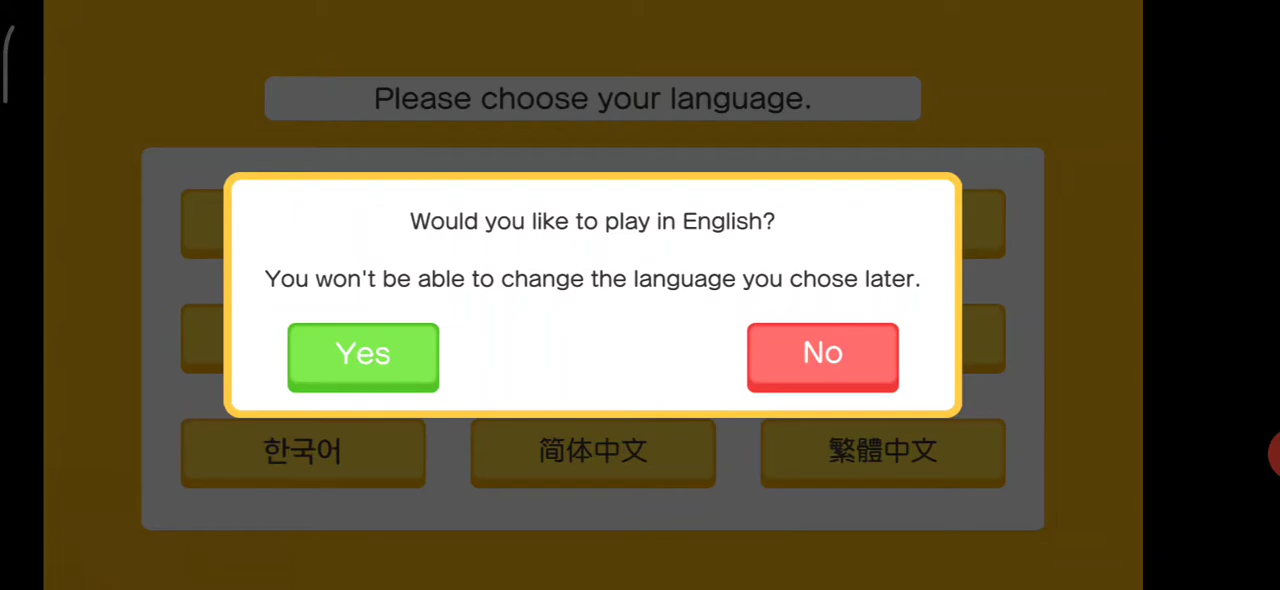 Please choose your language.
Would you like to play in English?
You won't be able to change the language you chose later.
Yes
No
한국어
简体中文
繁體中文